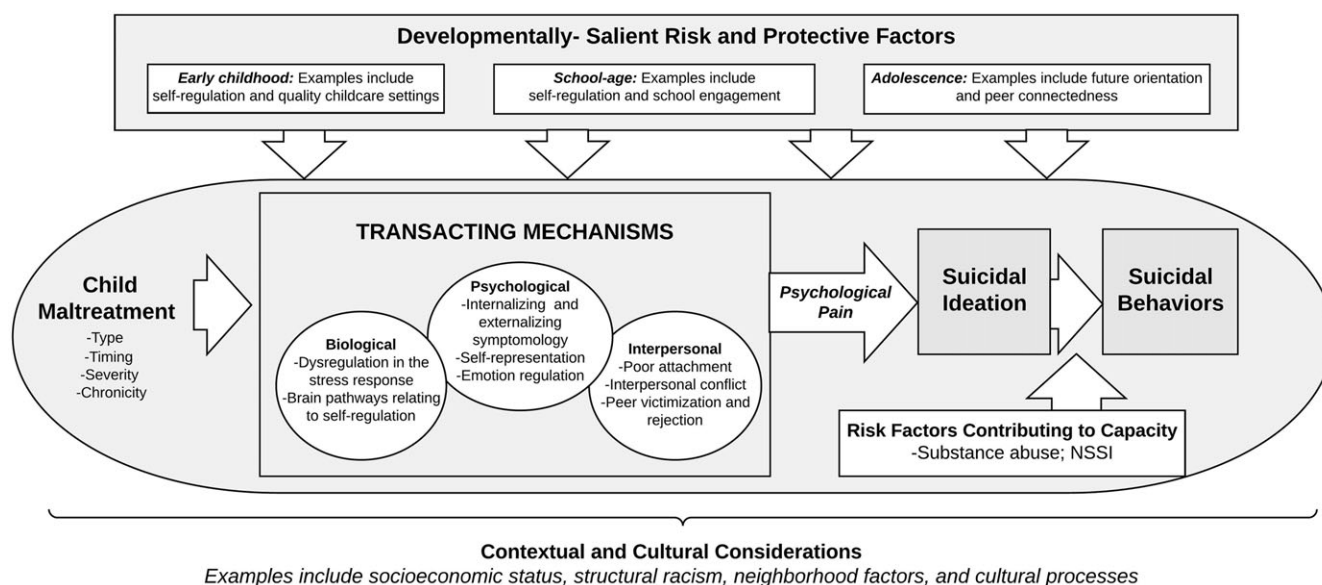 Developmentally- Salient Risk and Protective Factors
Early childhood: Examples include
self-regulation and quality childcare settings
School-age: Examples include
self-regulation and school engagement
Adolescence: Examples include future orientation
and peer connectedness
Child
Maltreatment
-Type
-Timing
-Severity
-Chronicity
TRANSACTING MECHANISMS
Biological
-Dysregulation in the
stress response
-Brain pathways relating
to self-regulation
Psychological
-Internalizing and
externalizing
symptomology
-Self-representation
-Emotion regulation
Interpersonal
-Poor attachment
-Interpersonal conflict
-Peer victimization and
rejection
Psychological
Pain
Suicidal
Ideation
Suicidal
Behaviors
Risk Factors Contributing to Capacity
-Substance abuse; NSSI
Contextual and Cultural Considerations
Examples include socioeconomic status, structural racism, neighborhood factors, and cultural processes